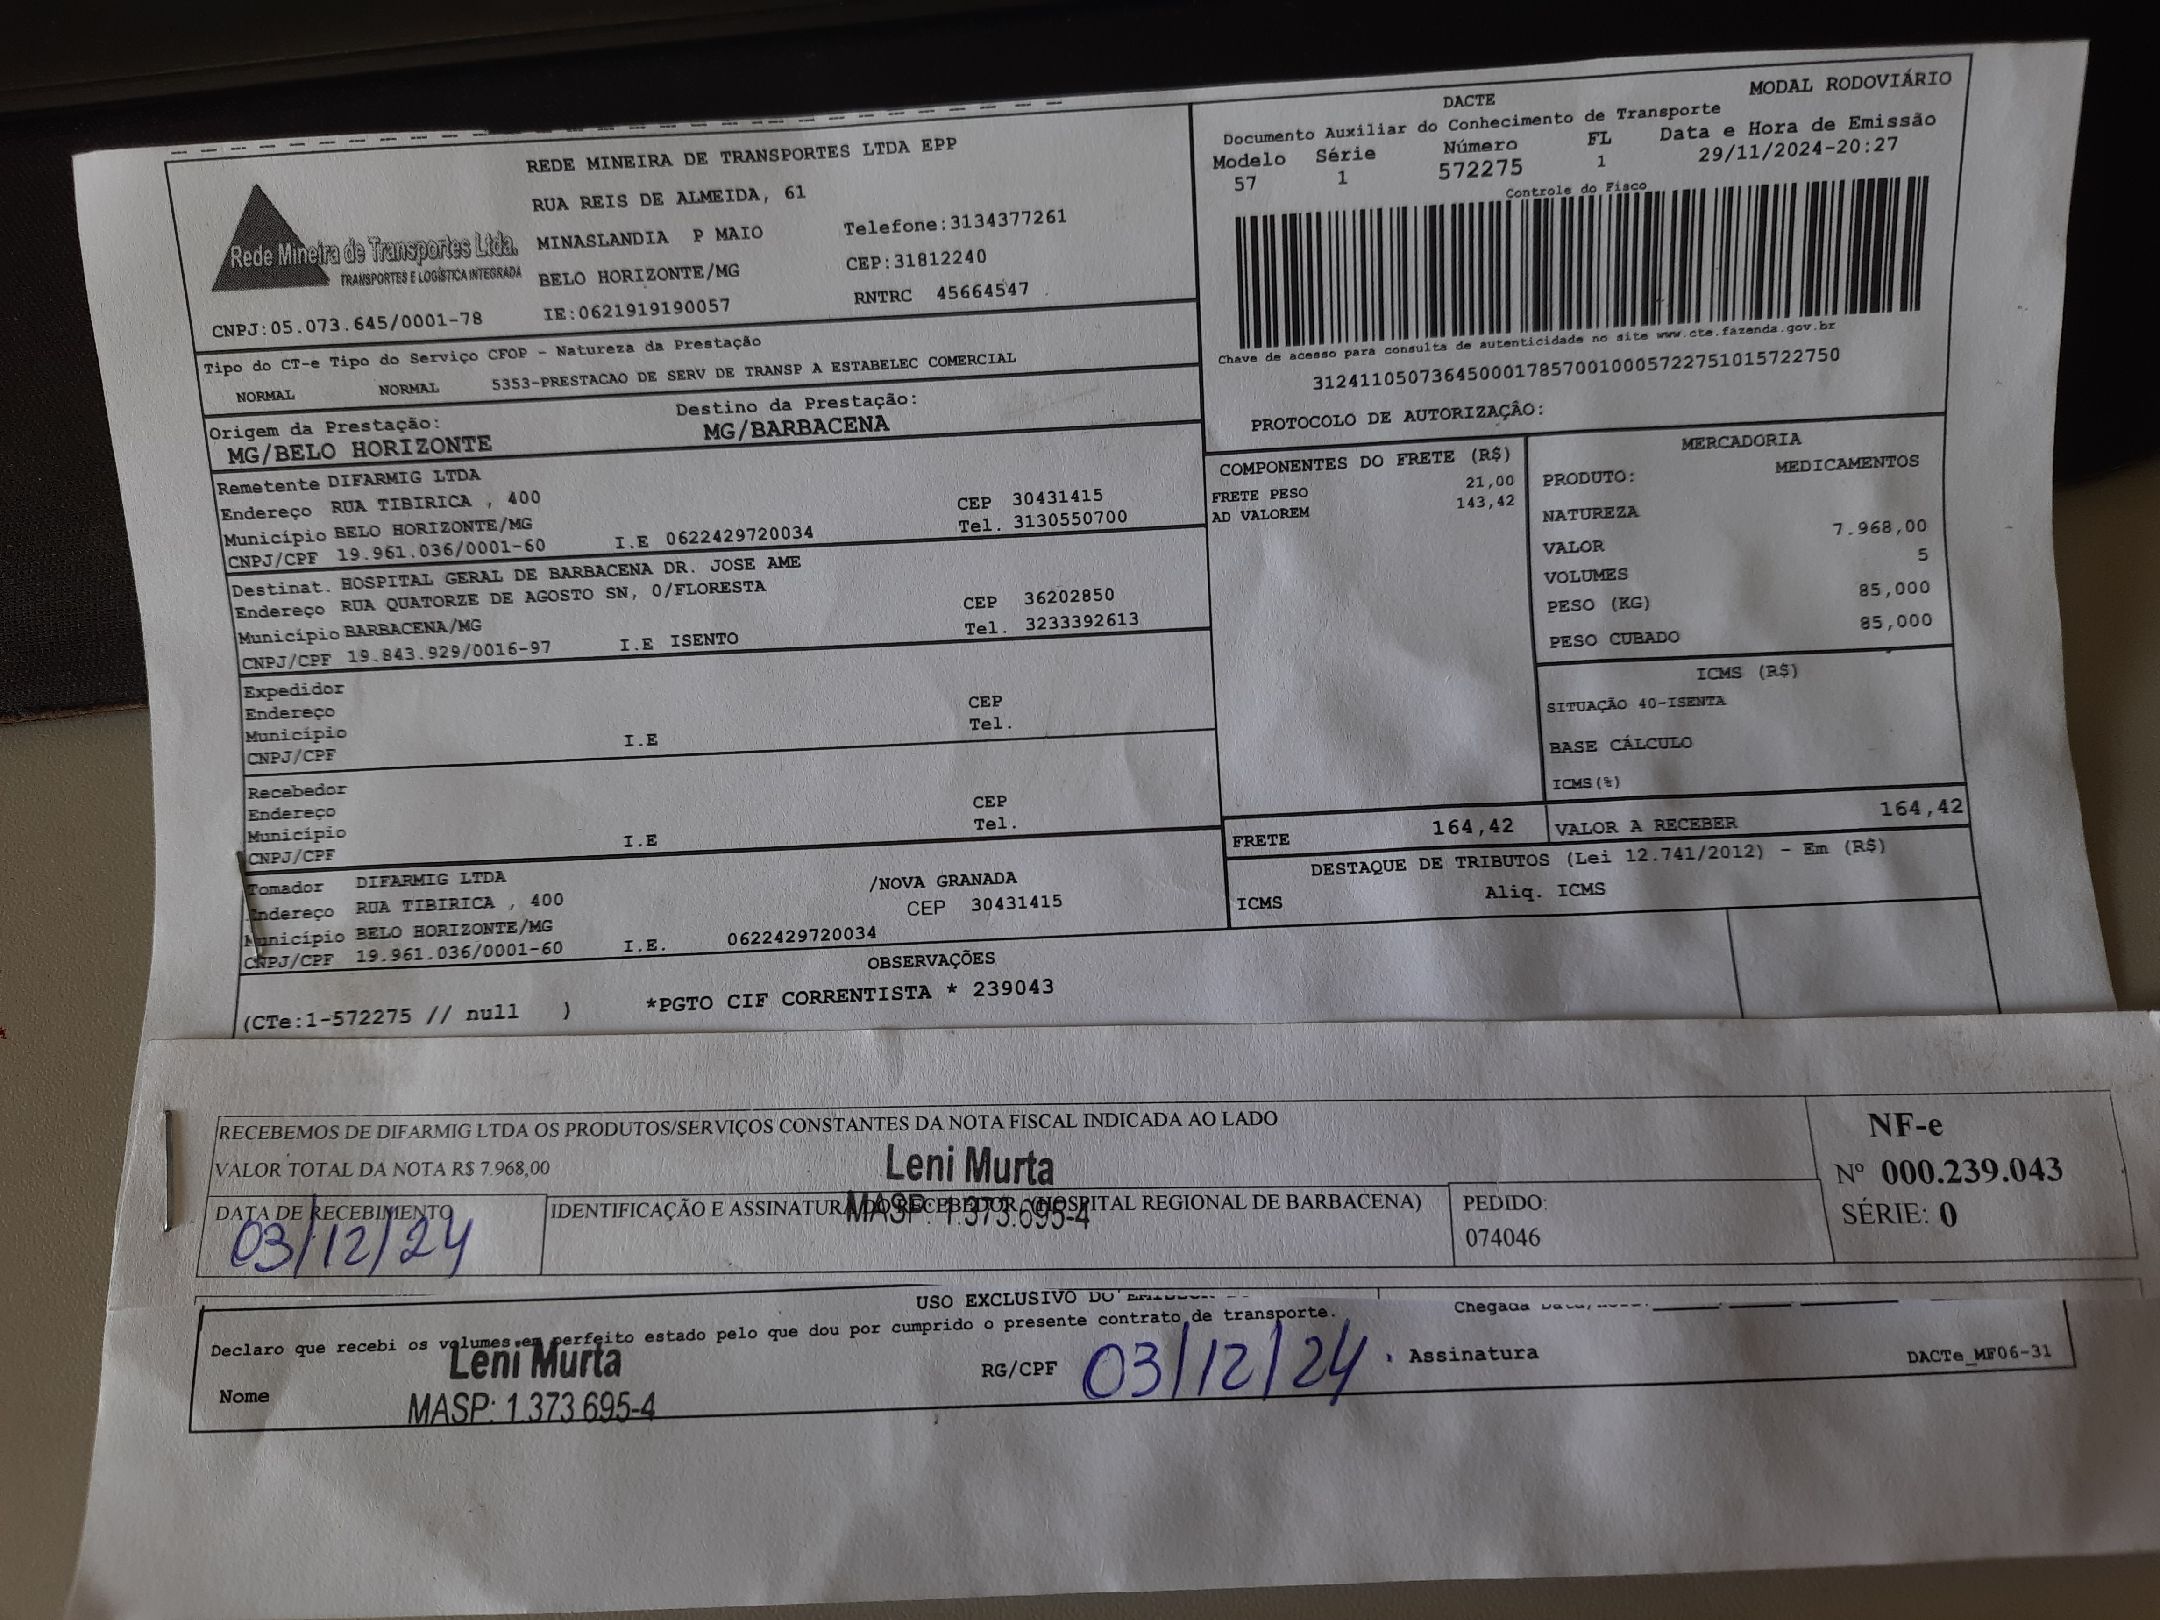 MODAL RODOVIÁRIO
DACTE
Documento Auxiliar do Conhecimento de Transporte
Modelo Série Número FL Data e Hora de Emissão
57 1 572275 1 29/11/2024-20:27
Controle do Fisco
Chave de acesso para consulta de autenticidade no site www.cte.fazenda.gov.br
31241105073645000178570010005722751015722750
PROTOCOLO DE AUTORIZAÇÃO:
REDE MINEIRA DE TRANSPORTES LTDA EPP
RUA REIS DE ALMEIDA, 61
MINASLANDIA P MAIO Telefone:3134377261
BELO HORIZONTE/MG CEP:31812240
IE:0621919190057 RNTRC 45664547
Rede Mineira de Transportes Ltda.
TRANSPORTES E LOGÍSTICA INTEGRADA
CNPJ:05.073.645/0001-78
Tipo do CT-e Tipo do Serviço CFOP - Natureza da Prestação
NORMAL NORMAL 5353-PRESTACAO DE SERV DE TRANSP A ESTABELEC COMERCIAL
Origem da Prestação: Destino da Prestação:
MG/BELO HORIZONTE MG/BARBACENA
Remetente DIFARMIG LTDA
Endereço RUA TIBIRICA , 400 CEP 30431415
Município BELO HORIZONTE/MG Tel. 3130550700
CNPJ/CPF 19.961.036/0001-60 I.E 0622429720034
Destinat. HOSPITAL GERAL DE BARBACENA DR. JOSE AME
Endereço RUA QUATORZE DE AGOSTO SN, 0/FLORESTA CEP 36202850
Município BARBACENA/MG Tel. 3233392613
CNPJ/CPF 19.843.929/0016-97 I.E ISENTO
Expedidor
Endereço CEP
Município Tel.
CNPJ/CPF I.E
Recebedor
Endereço CEP
Município Tel.
CNPJ/CPF I.E
Tomador DIFARMIG LTDA /NOVA GRANADA
Endereço RUA TIBIRICA , 400 CEP 30431415
Município BELO HORIZONTE/MG
CNPJ/CPF 19.961.036/0001-60 I.E. 0622429720034
COMPONENTES DO FRETE (R$)
FRETE PESO 21,00
AD VALOREM 143,42
MERCADORIA
PRODUTO: MEDICAMENTOS
NATUREZA
VALOR 7.968,00
VOLUMES 5
PESO (KG) 85,000
PESO CUBADO 85,000
ICMS (R$)
SITUAÇÃO 40-ISENTA
BASE CÁLCULO
ICMS(%)
FRETE 164,42 VALOR A RECEBER 164,42
DESTAQUE DE TRIBUTOS (Lei 12.741/2012) - Em (R$)
ICMS Aliq. ICMS
OBSERVAÇÕES
(CTe:1-572275 // null ) *PGTO CIF CORRENTISTA * 239043
RECEBEMOS DE DIFARMIG LTDA OS PRODUTOS/SERVIÇOS CONSTANTES DA NOTA FISCAL INDICADA AO LADO
VALOR TOTAL DA NOTA R$ 7.968,00
Leni Murta
MASP: 1.373.695-4
DATA DE RECEBIMENTO
03/12/24
IDENTIFICAÇÃO E ASSINATURA DO RECEBEDOR (HOSPITAL REGIONAL DE BARBACENA)
PEDIDO:
074046
NF-e
Nº 000.239.043
SÉRIE: 0
USO EXCLUSIVO DO
Chegada
Declaro que recebi os volumes em perfeito estado pelo que dou por cumprido o presente contrato de transporte.
Leni Murta
MASP: 1.373.695-4
Nome RG/CPF 03/12/24 Assinatura DACTe_MF06-31